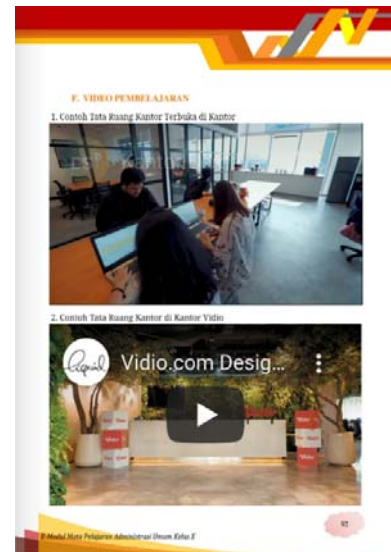 F. VIDEO PEMBELAJARAN
1. Contoh Tata Ruang Kantor Terbuka di Kantor
2. Contoh Tata Ruang Kantor di Kantor Vidio
Vidio.com Desig...
E-Modul Mata Pelajaran Administrasi Umum Kelas X